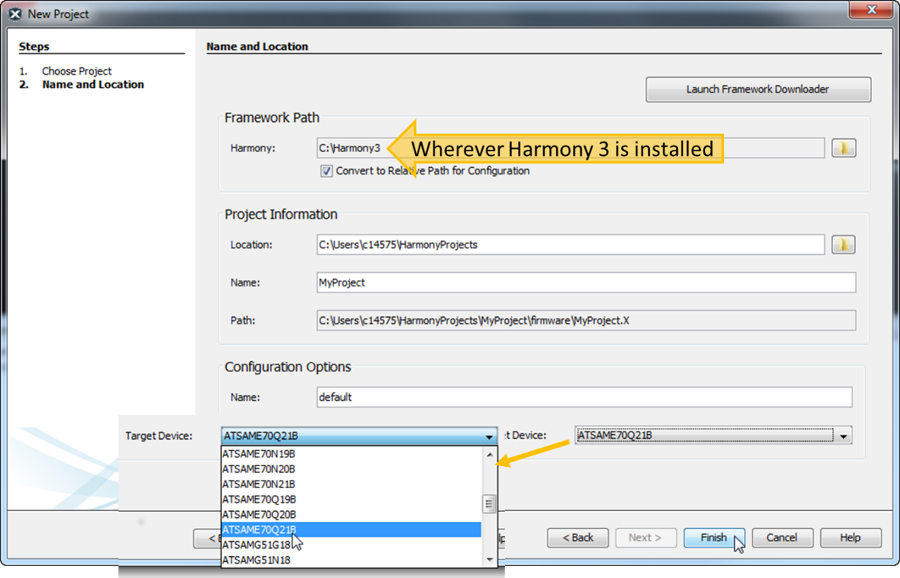 New Project
Steps
1. Choose Project
2. Name and Location
Name and Location
Launch Framework Downloader
Framework Path
Harmony: C:\Harmony3
Wherever Harmony 3 is installed
Convert to Relative Path for Configuration
Project Information
Location: C:\Users\c14575\HarmonyProjects
Name: MyProject
Path: C:\Users\c14575\HarmonyProjects\MyProject\firmware\MyProject.X
Configuration Options
Name: default
Target Device: ATSAME70Q21B
t Device: ATSAME70Q21B
ATSAME70N19B
ATSAME70N20B
ATSAME70N21B
ATSAME70Q19B
ATSAME70Q20B
ATSAME70Q21B
ATSAMG51G18
ATSAMG51N18
< Back Next > Finish Cancel Help